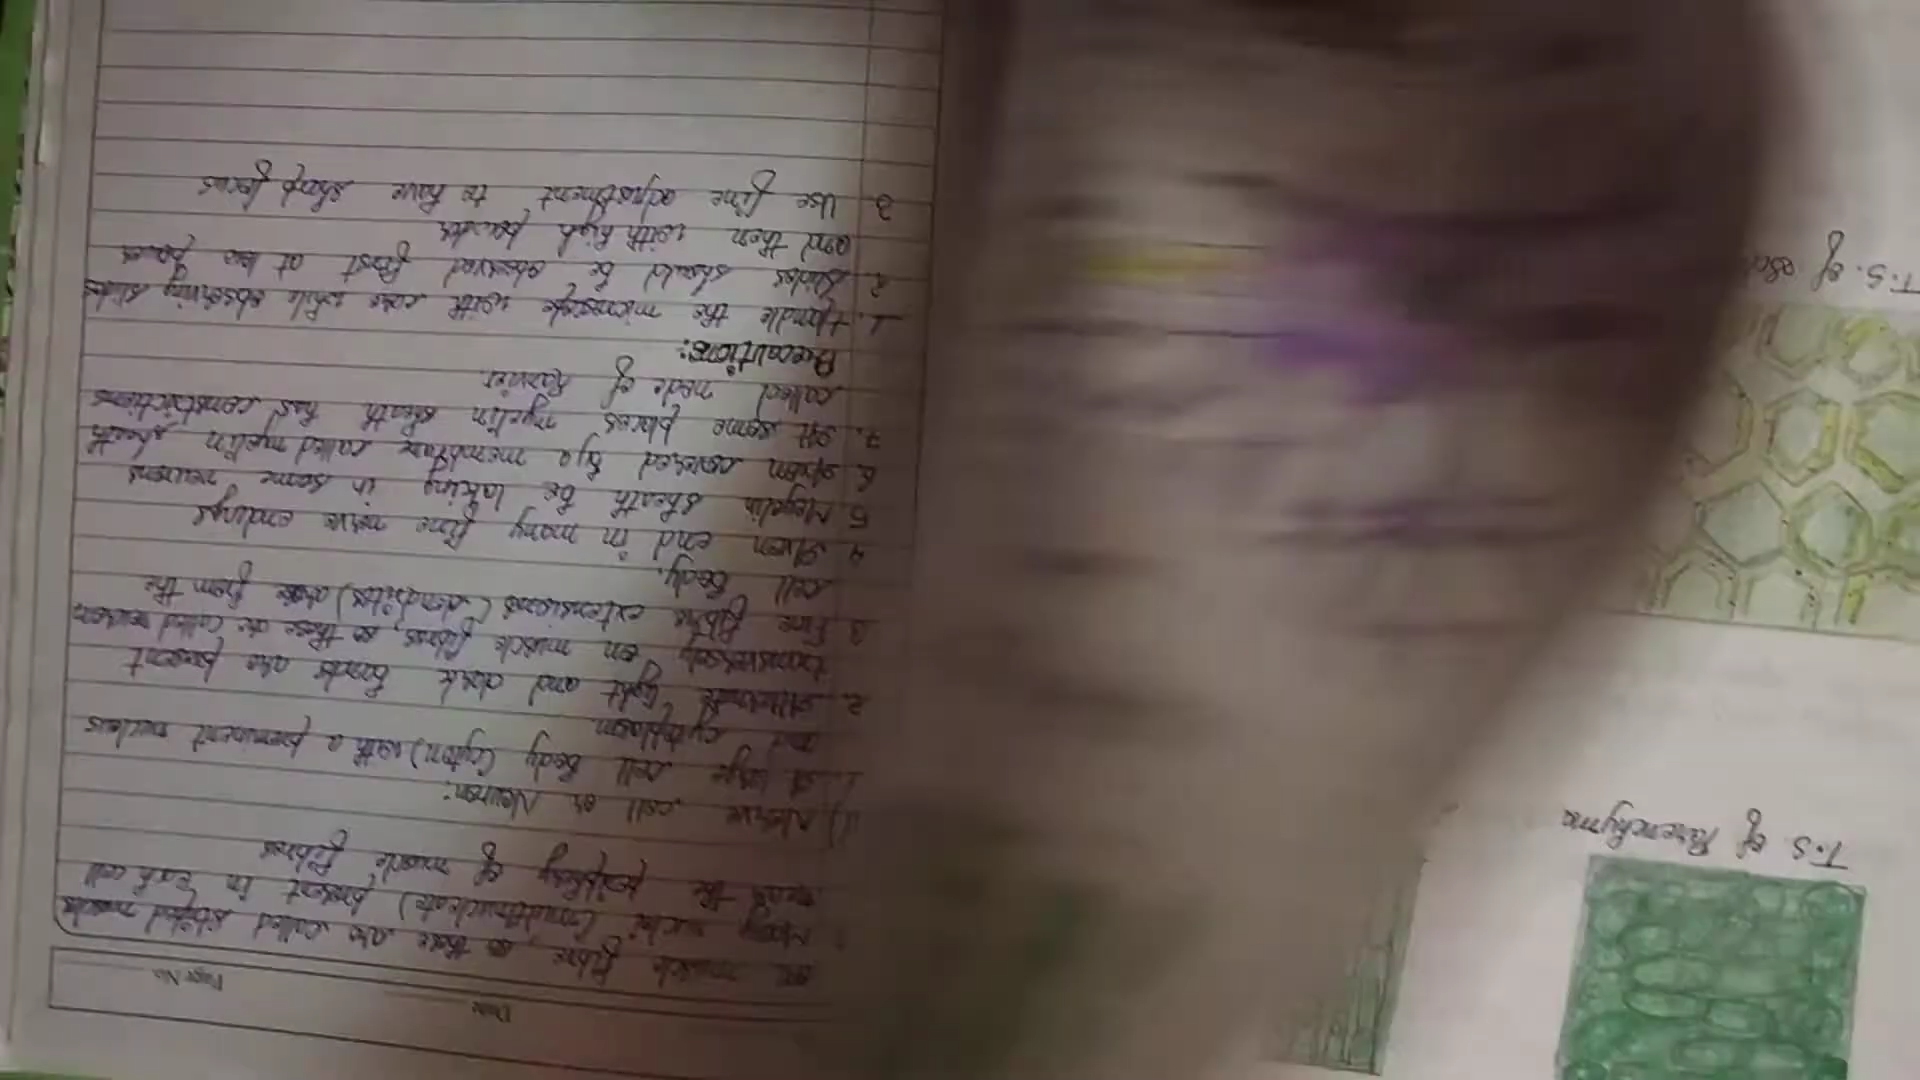 Date
Page No
on muscle fibre, so these are called striped muscle
Many nuclei (multinucleate) present in each cell
near the periphery of muscle fibres
Nerve cell or Neuron:
1. A large cell body (cyton) with a prominent nucleus
and cytoplasm
2. Alternate light and dark bands are present
transversely on muscle fibres, so these are called neuron
3. Fine fibre extensions (dendrites) arose from the
cell body.
4. Axon end in many fine nerve endings
5. Myelin sheath be laking in some neurons
6. Axon covered by a membrane called myelin sheath
7. At some places myelin sheath has constrictions
called node of Ranvier.
Precautions:
1. Handle the microscope with care while observing slides
2. Slides should be observed first at low power
and then with high power
3 Use fine adjustment to have sharp focus
T.S. of Parenchyma
T.S. of